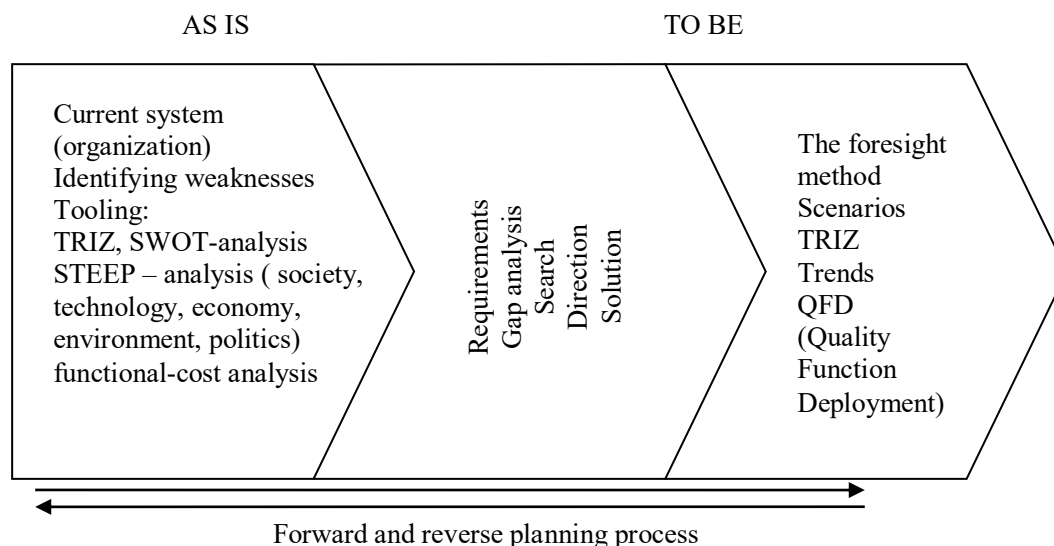 AS IS
TO BE
Current system
(organization)
Identifying weaknesses
Tooling:
TRIZ, SWOT-analysis
STEEP – analysis ( society,
technology, economy,
environment, politics)
functional-cost analysis
Requirements
Gap analysis
Search
Direction
Solution
The foresight
method
Scenarios
TRIZ
Trends
QFD
(Quality
Function
Deployment)
Forward and reverse planning process